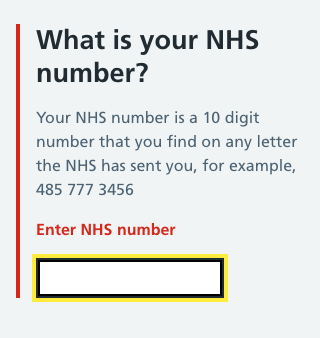 What is your NHS
number?
Your NHS number is a 10 digit
number that you find on any letter
the NHS has sent you, for example,
485 777 3456
Enter NHS number